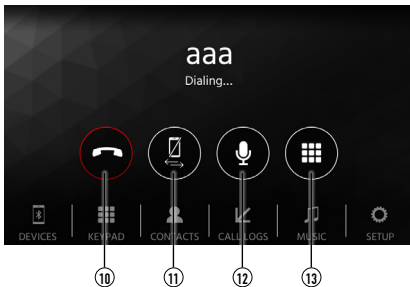 aaa
Dialing...
DEVICES KEYPAD CONTACTS CALL LOGS MUSIC SETUP
⑩ ⑪ ⑫ ⑬